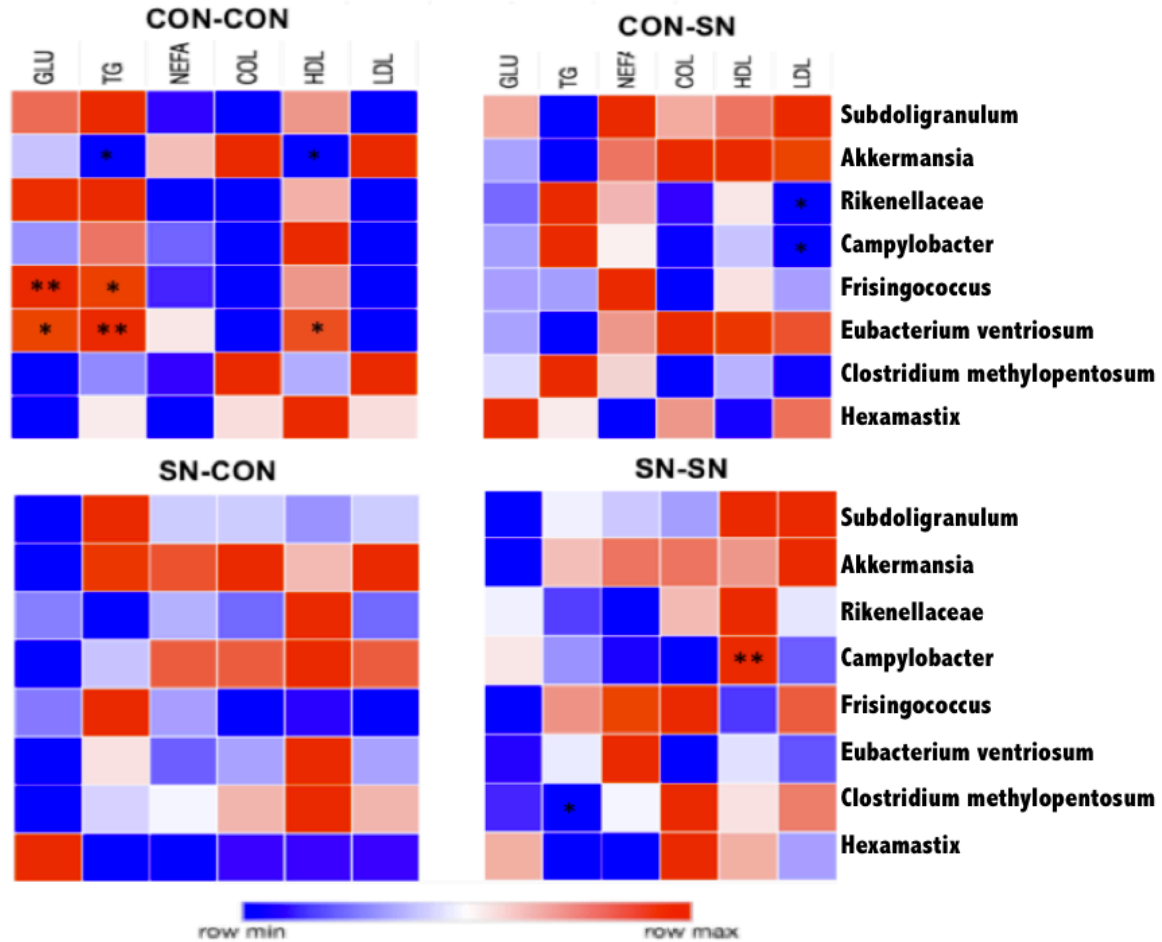 CON-CON
CON-SN
GLU TG NEFA COL HDL LDL
GLU TG NEFA COL HDL LDL
Subdoligranulum
* * Akkermansia
* Rikenellaceae
* Campylobacter
** * Frisingococcus
* ** * Eubacterium ventriosum
Clostridium methylopentosum
Hexamastix
SN-CON
SN-SN
Subdoligranulum
Akkermansia
Rikenellaceae
** Campylobacter
Frisingococcus
Eubacterium ventriosum
* Clostridium methylopentosum
Hexamastix
row min row max